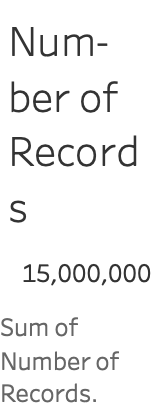 Num-
ber of
Record
s
15,000,000
Sum of
Number of
Records.